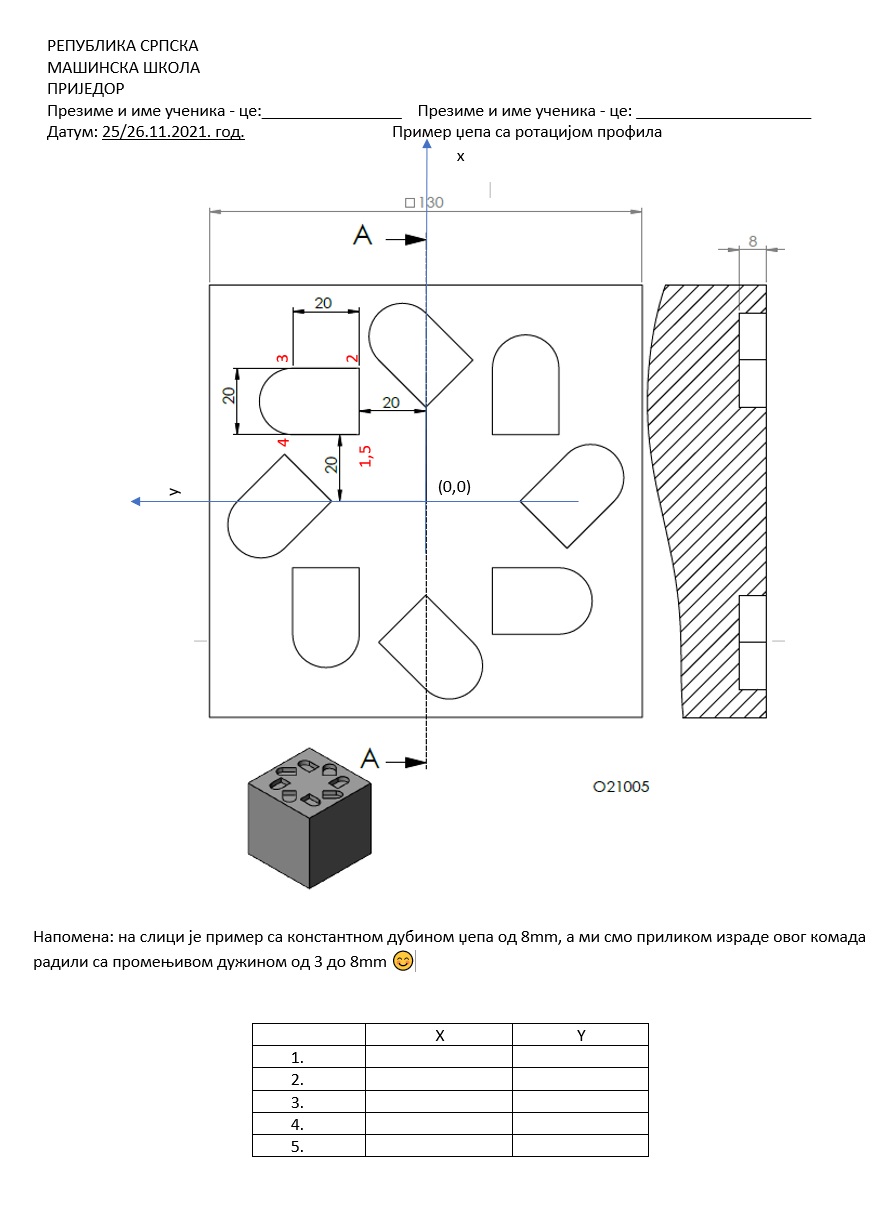 РЕПУБЛИКА СРПСКА
МАШИНСКА ШКОЛА
ПРИЈЕДОР
Презиме и име ученика - це:_________________ Презиме и име ученика - це: ____________________
Датум: 25/26.11.2021. год. Пример џепа са ротацијом профила
x
□130
A
8
20
3
2
20
20
4
1,5
20
y
(0,0)
A
O21005
Напомена: на слици је пример са константном дубином џепа од 8mm, а ми смо приликом израде овог комада
радили са промењивом дужином од 3 до 8mm 😊
X Y
1.
2.
3.
4.
5.